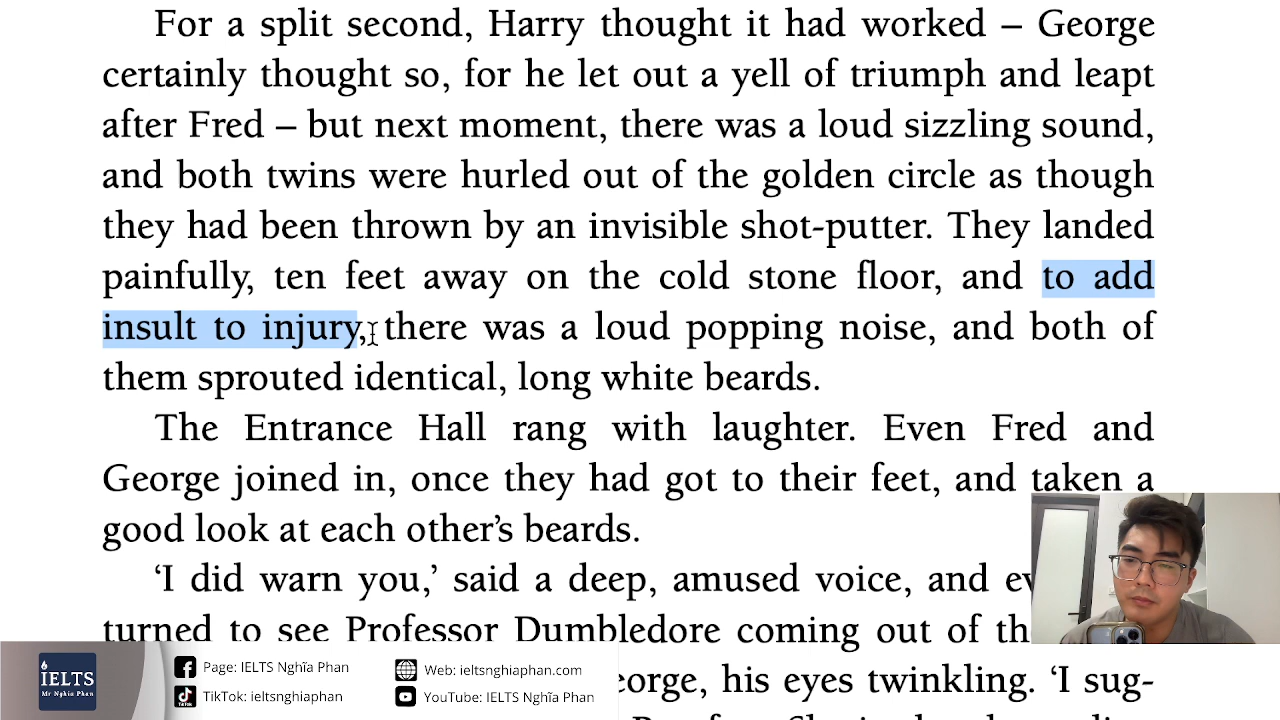 For a split second, Harry thought it had worked – George
certainly thought so, for he let out a yell of triumph and leapt
after Fred – but next moment, there was a loud sizzling sound,
and both twins were hurled out of the golden circle as though
they had been thrown by an invisible shot-putter. They landed
painfully, ten feet away on the cold stone floor, and to add
insult to injury, there was a loud popping noise, and both of
them sprouted identical, long white beards.
The Entrance Hall rang with laughter. Even Fred and
George joined in, once they had got to their feet, and taken a
good look at each other’s beards.
‘I did warn you,’ said a deep, amused voice, and
turned to see Professor Dumbledore coming out of
his eyes twinkling. ‘I sug-
IELTS
Mr Nghia Phan
Page: IELTS Nghĩa Phan
TikTok: ieltsnghiaphan
Web: ieltsnghiaphan.com
YouTube: IELTS Nghĩa Phan